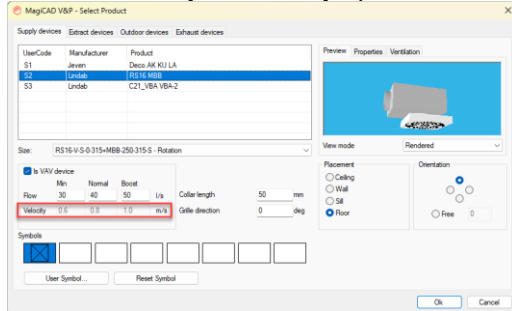 MagiCAD V&P - Select Product
Supply devices Extract devices Outdoor devices Exhaust devices
UserCode Manufacturer Product
S1 Jeven Deco.AK KU LA
S2 Lindab RS16 MBB
S3 Lindab C21_VBA VBA-2
Size: RS16-V-S-0-315+MBB-250-315-S - Rotation
Is VAV device
Min Normal Boost
Flow 30 40 50 l/s
Velocity 0.6 0.8 1.0 m/s
Collar length 50 mm
Grille direction 0 deg
Symbols
User Symbol... Reset Symbol
Preview Properties Ventilation
View mode Rendered
Placement
Ceiling
Wall
Sill
Floor
Orientation
Free 0
Ok Cancel